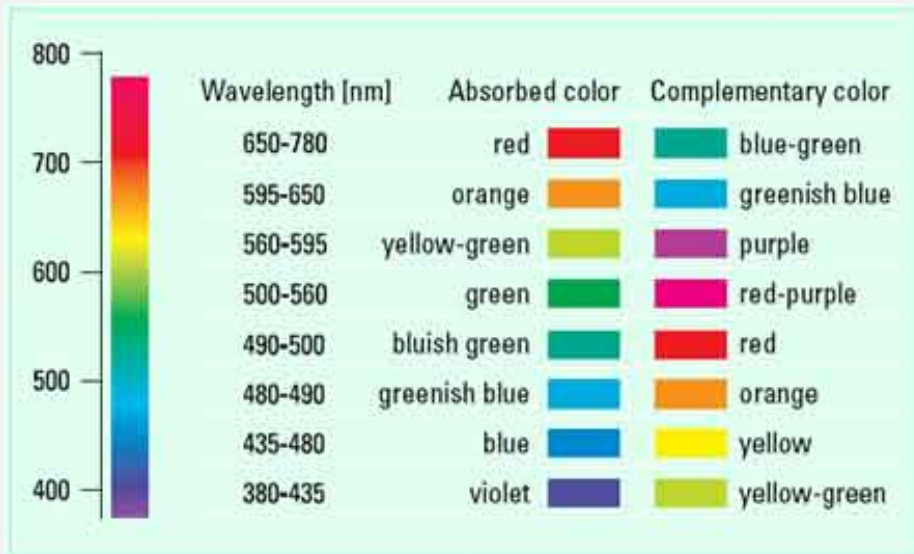 800
700
600
500
400
Wavelength [nm] Absorbed color Complementary color
650-780 red blue-green
595-650 orange greenish blue
560-595 yellow-green purple
500-560 green red-purple
490-500 bluish green red
480-490 greenish blue orange
435-480 blue yellow
380-435 violet yellow-green